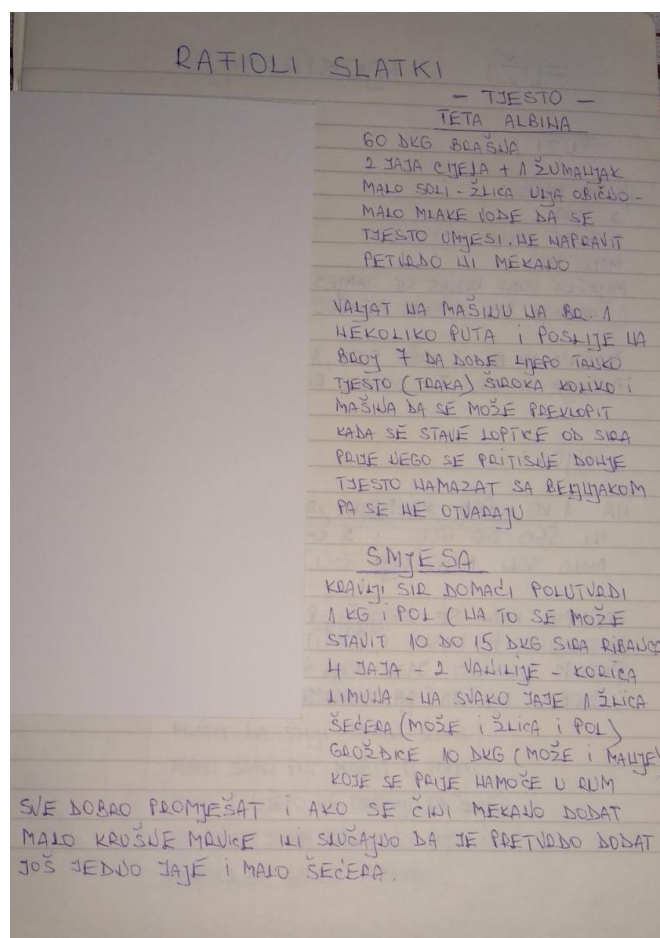 RAFIOLI SLATKI
- TJESTO -
TETA ALBINA
60 DKG BRAŠNA
2 JAJA CIJELA + 1 ŽUMANJAK
MALO SOLI - ŽLICA ULJA OBIČNO -
MALO MLAKE VODE DA SE
TJESTO UMJESI. NE NAPRAVIT
PETVRDO NI MEKANO
VALJAT NA MAŠINU NA BR. 1
NEKOLIKO PUTA I POSLIJE NA
BROJ 7 DA DOĐE LIJEPO TANKO
TJESTO (TRAKA) ŠIROKA KOLIKO I
MAŠINA DA SE MOŽE PREKLOPIT
KADA SE STAVE LOPTICE OD SIRA
PRIJE NEGO SE PRITISNE DONJE
TJESTO NAMAZAT SA BELJNJAKOM
PA SE NE OTVARAJU
SMJESA
KRAVLJI SIR DOMAĆI POLUTVRDI
1 KG I POL (NA TO SE MOŽE
STAVIT 10 DO 15 DKG SIRA RIBANCA
4 JAJA - 2 VANILIJE - KORICA
LIMUNA - NA SVAKO JAJE 1 ŽLICA
ŠEĆERA (MOŽE I ŽLICA I POL)
GROŽĐICE 10 DKG (MOŽE I MANJE)
KOJE SE PRIJE NAMOČE U RUM
SVE DOBRO PROMJEŠAT I AKO SE ČINI MEKANO DODAT
MALO KRUŠNE MRVICE ILI SLUČAJNO DA JE PRETVRDO DODAT
JOŠ JEDNO JAJE I MALO ŠEĆERA.